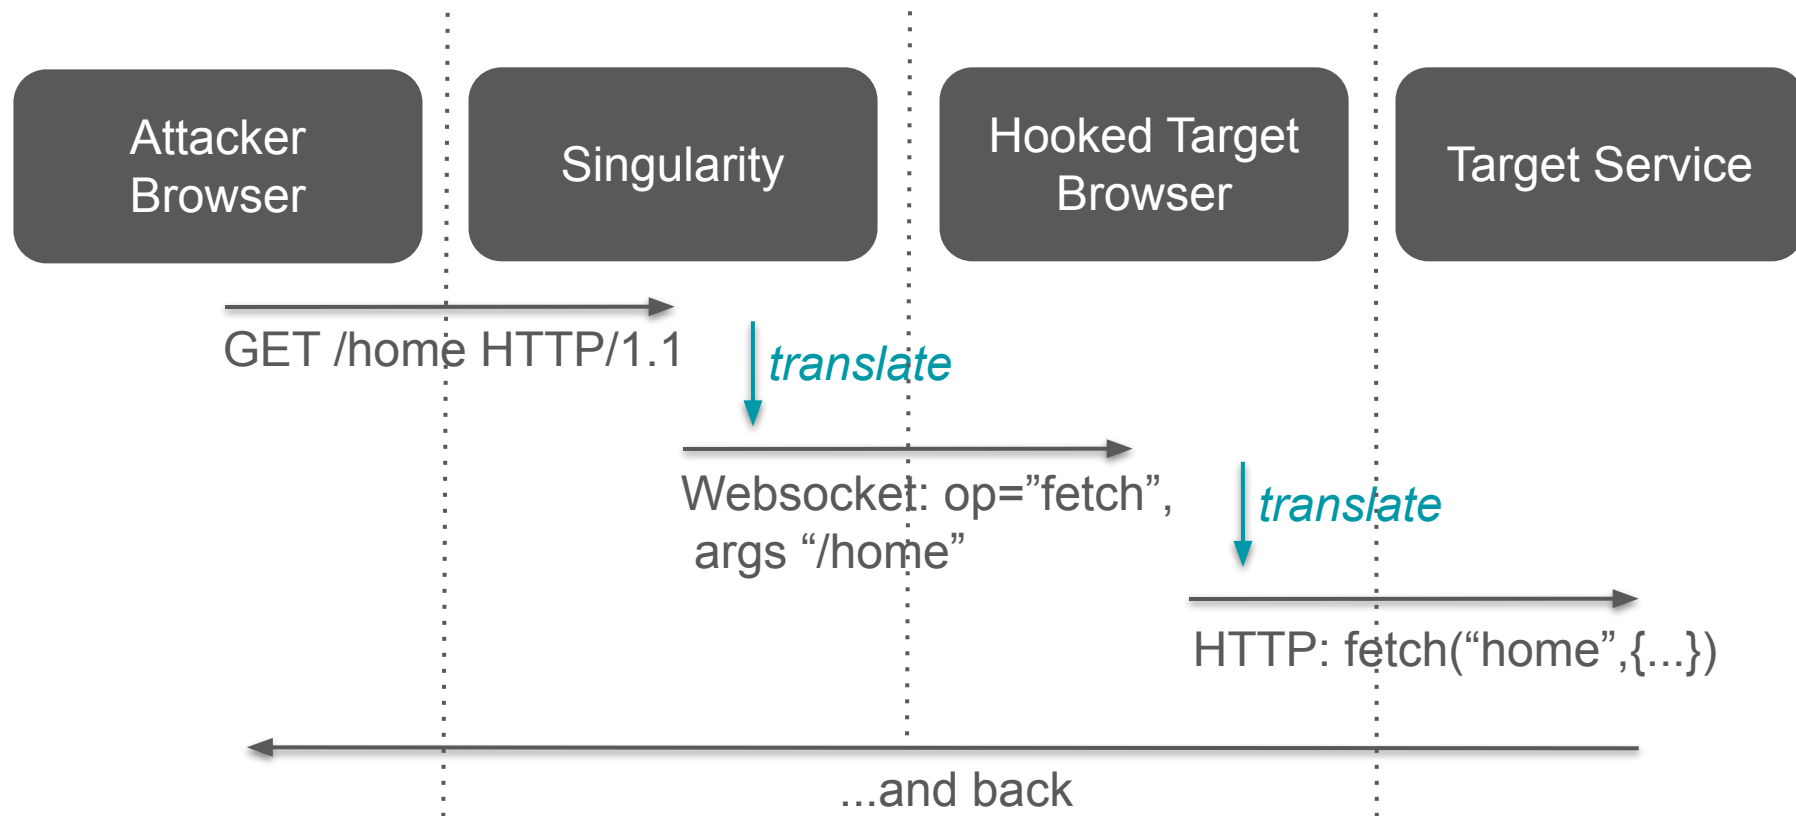 Attacker
Browser
Singularity
Hooked Target
Browser
Target Service
GET /home HTTP/1.1
translate
Websocket: op=”fetch”,
args “/home”
translate
HTTP: fetch(“home”,{...})
...and back